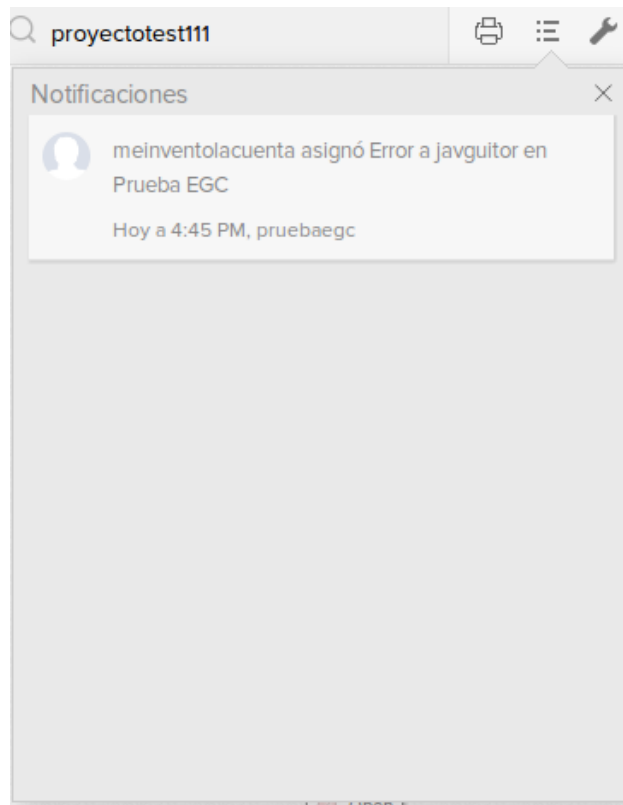 proyectotest111
Notificaciones
meinventolacuenta asignó Error a javguitor en
Prueba EGC
Hoy a 4:45 PM, pruebaegc